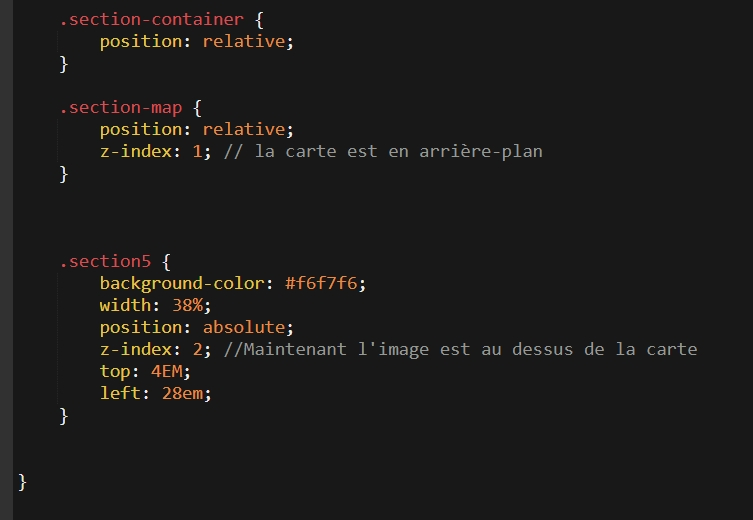 .section-container {
position: relative;
}
.section-map {
position: relative;
z-index: 1; // la carte est en arrière-plan
}
.section5 {
background-color: #f6f7f6;
width: 38%;
position: absolute;
z-index: 2; //Maintenant l'image est au dessus de la carte
top: 4EM;
left: 28em;
}
}